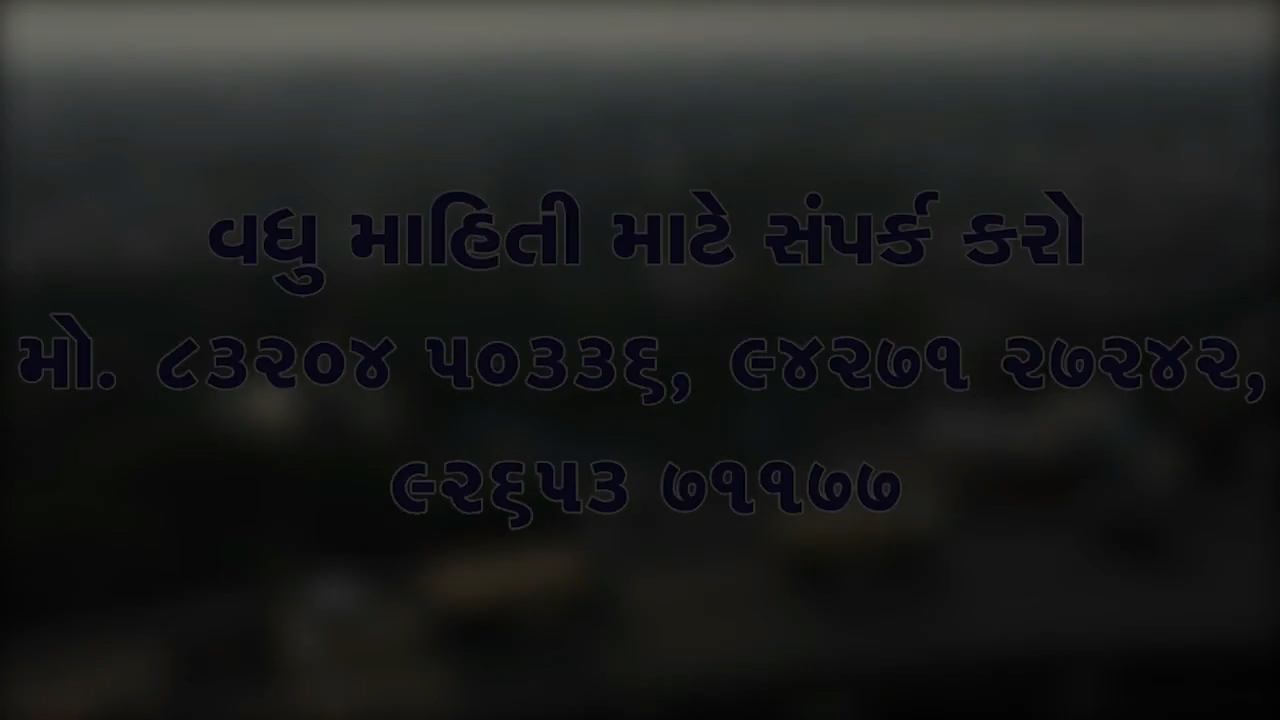 વધુ માહિતી માટે સંપર્ક કરો
મો. ૮૩૨૦૪ ૫૦૩૩૬, ૯૪૨૭૧ ૨૭૨૪૨,
૯૨૬૫૩ ૭૧૧૭૭